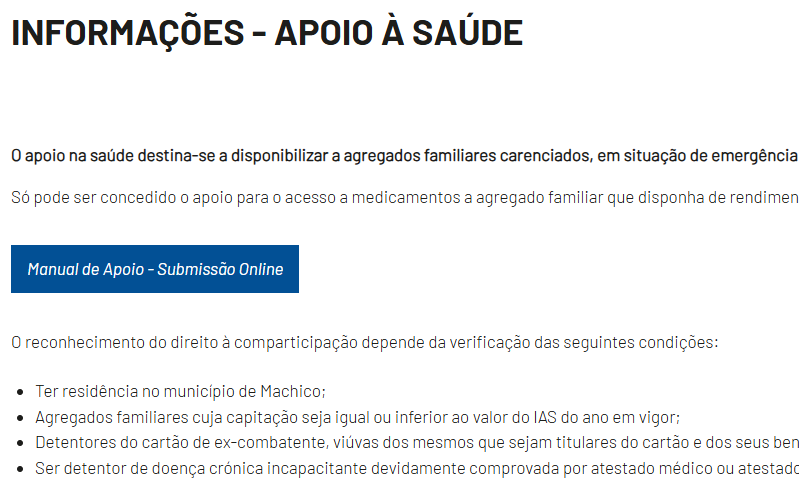 INFORMAÇÕES - APOIO À SAÚDE
O apoio na saúde destina-se a disponibilizar a agregados familiares carenciados, em situação de emergência
Só pode ser concedido o apoio para o acesso a medicamentos a agregado familiar que disponha de rendimen
Manual de Apoio - Submissão Online
O reconhecimento do direito à comparticipação depende da verificação das seguintes condições:
Ter residência no município de Machico;
Agregados familiares cuja capitação seja igual ou inferior ao valor do IAS do ano em vigor;
Detentores do cartão de ex-combatente, viúvas dos mesmos que sejam titulares do cartão e dos seus ben
Ser detentor de doença crónica incapacitante devidamente comprovada por atestado médico ou atestado